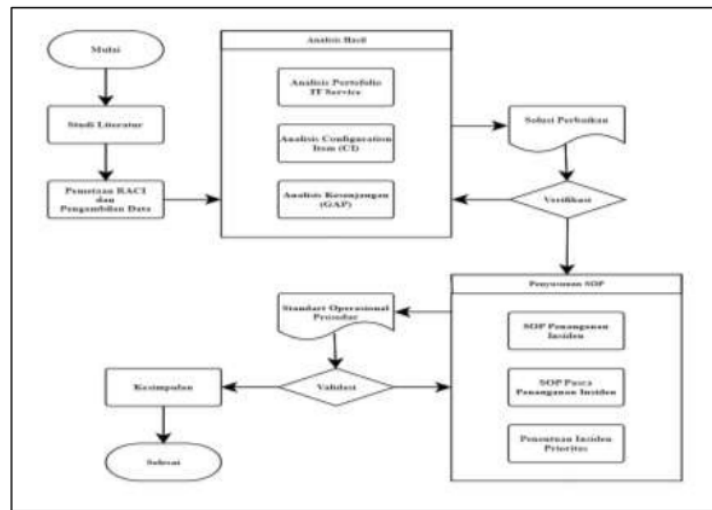 Mulai
Studi Literatur
Pemetaan RACI
dan
Pengambilan Data
Analisis Hasil
Analisis Portofolio
IT Service
Analisis Configuration
Item (CI)
Analisis Kesenjangan
(GAP)
Solusi Perbaikan
Verifikasi
Penyusunan SOP
SOP Penanganan
Insiden
SOP Pasca
Penanganan Insiden
Penentuan Insiden
Prioritas
Standart Operasional
Prosedur
Validasi
Kesimpulan
Selesai